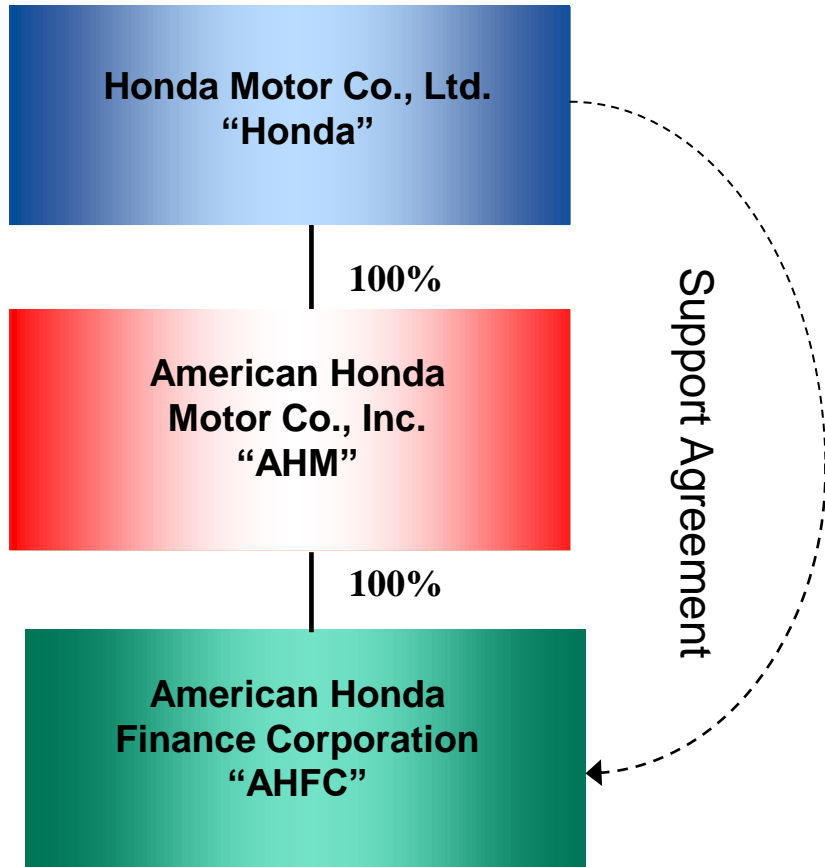 Honda Motor Co., Ltd.
“Honda”
100%
American Honda
Motor Co., Inc.
“AHM”
100%
American Honda
Finance Corporation
“AHFC”
Support Agreement